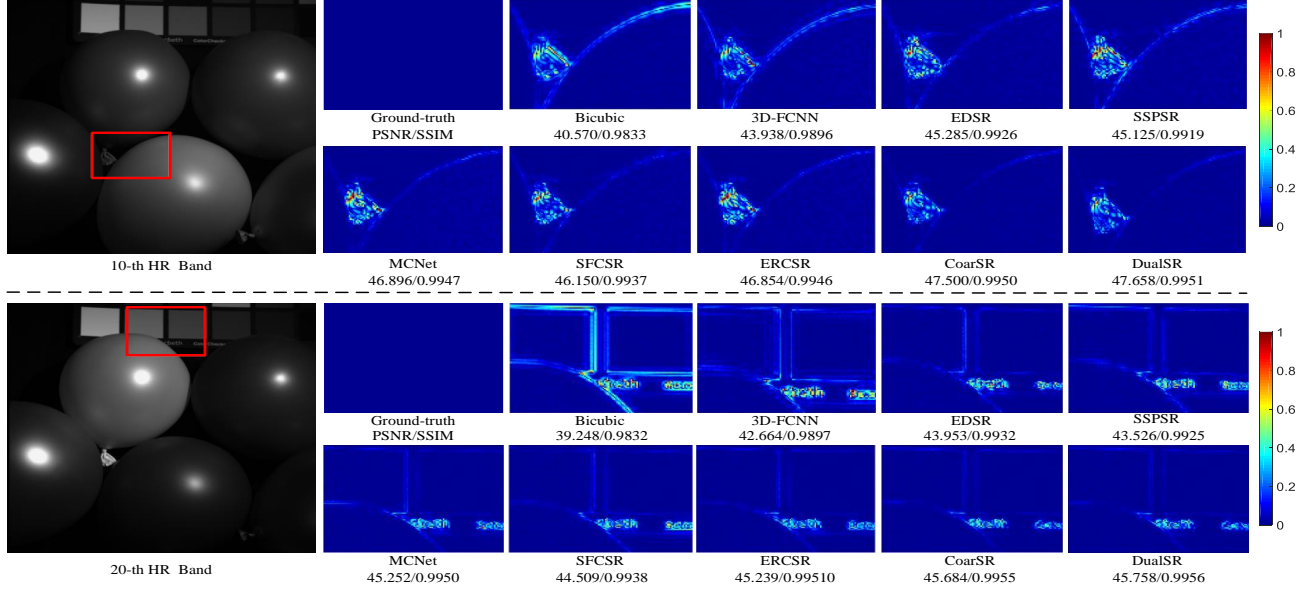 ColorChecker
1
0.8
0.6
0.4
0.2
0
Ground-truth Bicubic 3D-FCNN EDSR SSPSR
PSNR/SSIM 40.570/0.9833 43.938/0.9896 45.285/0.9926 45.125/0.9919
10-th HR Band
MCNet SFCSR ERCSR CoarSR DualSR
46.896/0.9947 46.150/0.9937 46.854/0.9946 47.500/0.9950 47.658/0.9951
1
0.8
0.6
0.4
0.2
0
Ground-truth Bicubic 3D-FCNN EDSR SSPSR
PSNR/SSIM 39.248/0.9832 42.664/0.9897 43.953/0.9932 43.526/0.9925
20-th HR Band
MCNet SFCSR ERCSR CoarSR DualSR
45.252/0.9950 44.509/0.9938 45.239/0.99510 45.684/0.9955 45.758/0.9956